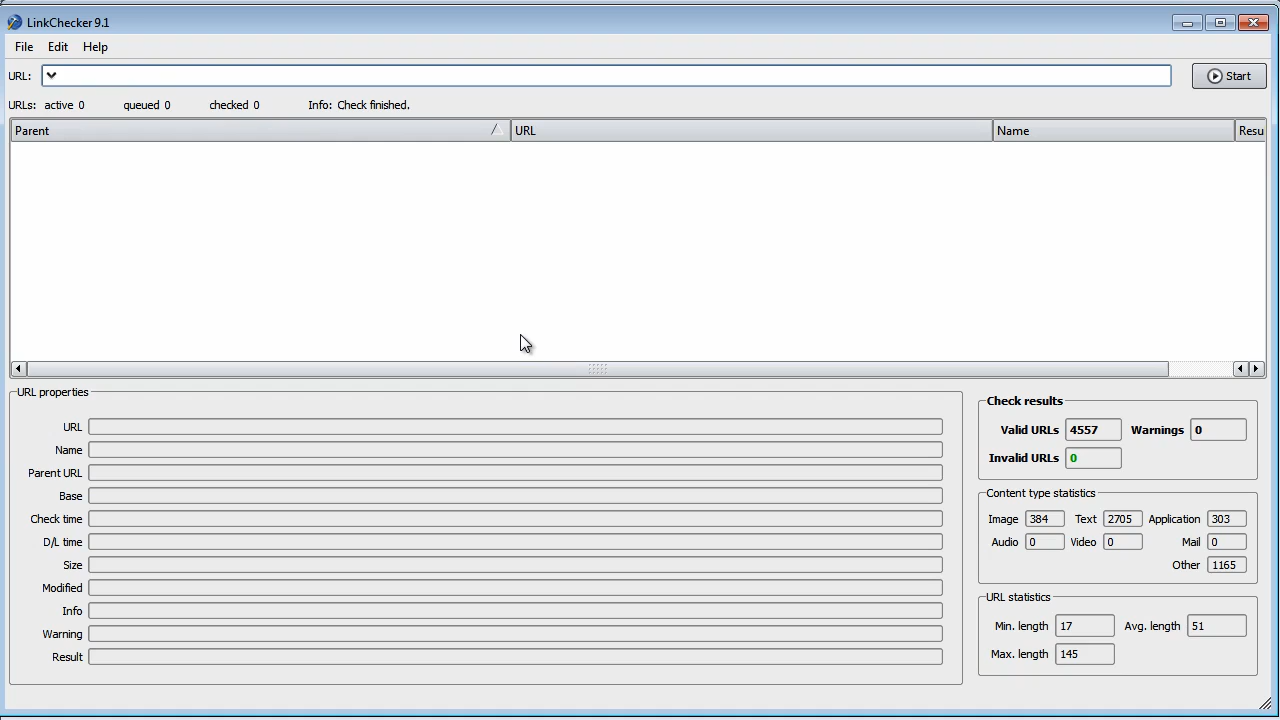 LinkChecker 9.1
File Edit Help
URL: Start
URLs: active 0 queued 0 checked 0 Info: Check finished.
Parent URL Name Resu
URL properties
URL
Name
Parent URL
Base
Check time
D/L time
Size
Modified
Info
Warning
Result
Check results
Valid URLs 4557 Warnings 0
Invalid URLs 0
Content type statistics
Image 384 Text 2705 Application 303
Audio 0 Video 0 Mail 0
Other 1165
URL statistics
Min. length 17 Avg. length 51
Max. length 145